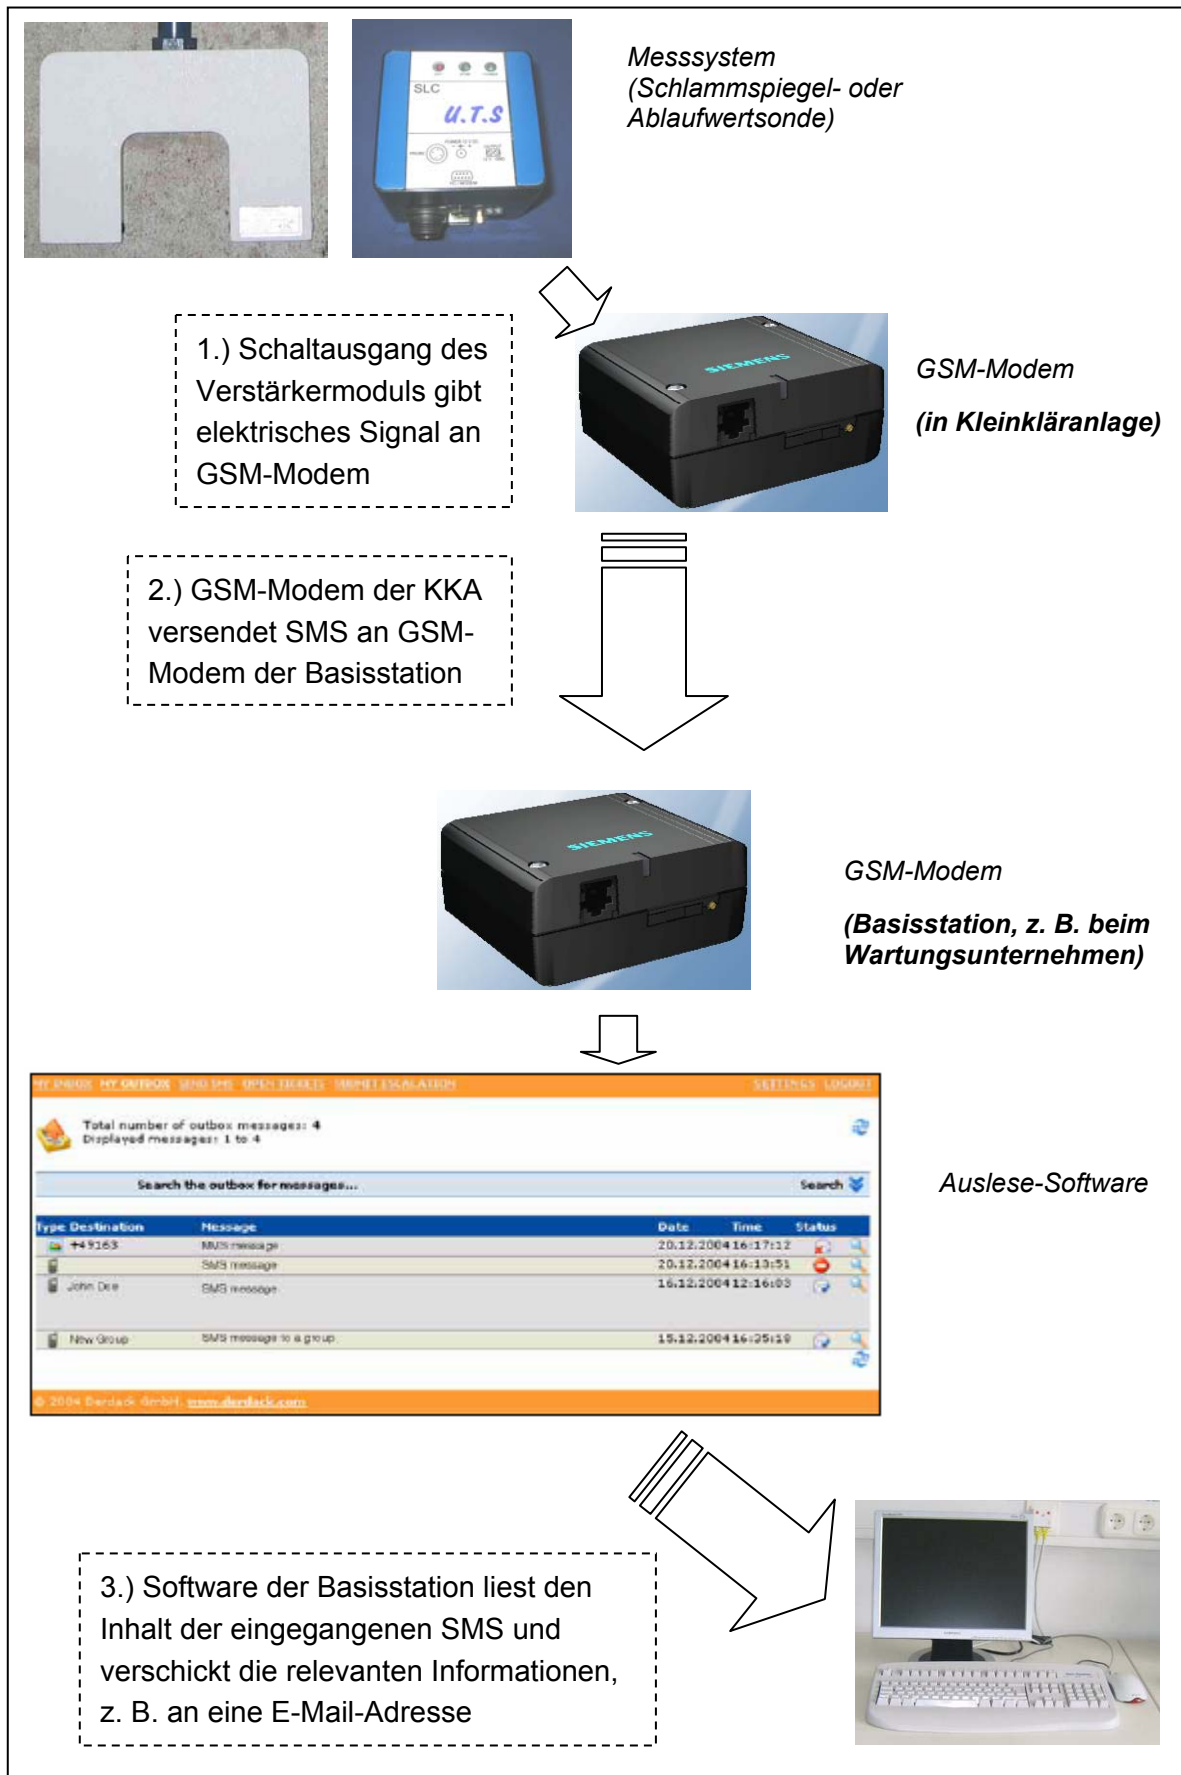 Messsystem
(Schlammspiegel- oder
Ablaufwertsonde)
SLC
U.T.S
1.) Schaltausgang des
Verstärkermoduls gibt
elektrisches Signal an
GSM-Modem
SIEMENS
GSM-Modem
(in Kleinkläranlage)
2.) GSM-Modem der KKA
versendet SMS an GSM-
Modem der Basisstation
SIEMENS
GSM-Modem
(Basisstation, z. B. beim
Wartungsunternehmen)
MY INBOX MY OUTBOX SEND SMS OPEN TICKETS SUBMIT ESCALATION SETTINGS LOGOUT
Total number of outbox messages: 4
Displayed messages: 1 to 4
Search the outbox for messages... Search
Auslese-Software
Type Destination Message Date Time Status
+49163 MMS message 20.12.2004 16:17:12
SMS message 20.12.2004 16:13:51
John Doe SMS message 16.12.2004 12:16:03
New Group SMS message to a group 15.12.2004 16:35:19
© 2004 Derdack GmbH, www.derdack.com
3.) Software der Basisstation liest den
Inhalt der eingegangenen SMS und
verschickt die relevanten Informationen,
z. B. an eine E-Mail-Adresse